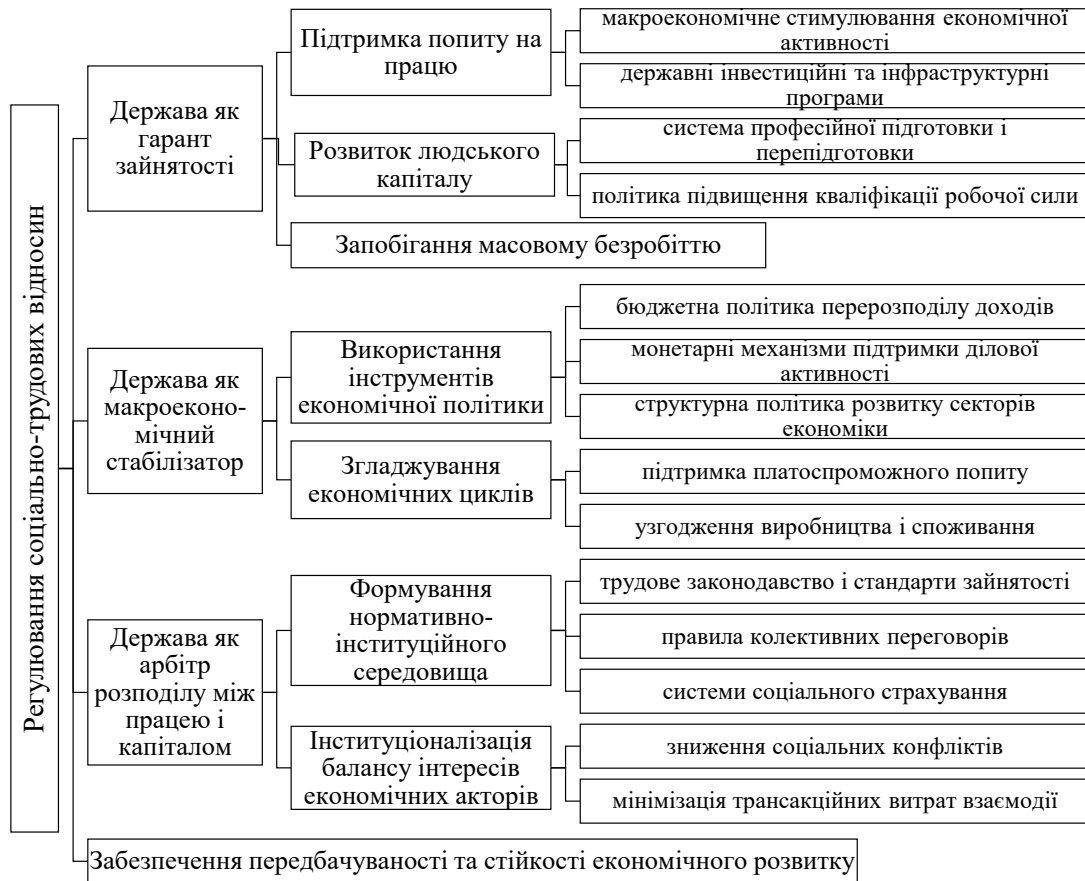 Регулювання соціально-трудових відносин
Держава як
гарант
зайнятості
Підтримка попиту на
працю
макроекономічне стимулювання економічної
активності
державні інвестиційні та інфраструктурні
програми
Розвиток людського
капіталу
система професійної підготовки і
перепідготовки
політика підвищення кваліфікації робочої сили
Запобігання масовому безробіттю
Держава як
макроеконо-
мічний
стабілізатор
Використання
інструментів
економічної політики
бюджетна політика перерозподілу доходів
монетарні механізми підтримки ділової
активності
структурна політика розвитку секторів
економіки
Згладжування
економічних циклів
підтримка платоспроможного попиту
узгодження виробництва і споживання
Держава як
арбітр
розподілу між
працею і
капіталом
Формування
нормативно-
інституційного
середовища
трудове законодавство і стандарти зайнятості
правила колективних переговорів
системи соціального страхування
Інституціоналізація
балансу інтересів
економічних акторів
зниження соціальних конфліктів
мінімізація трансакційних витрат взаємодії
Забезпечення передбачуваності та стійкості економічного розвитку